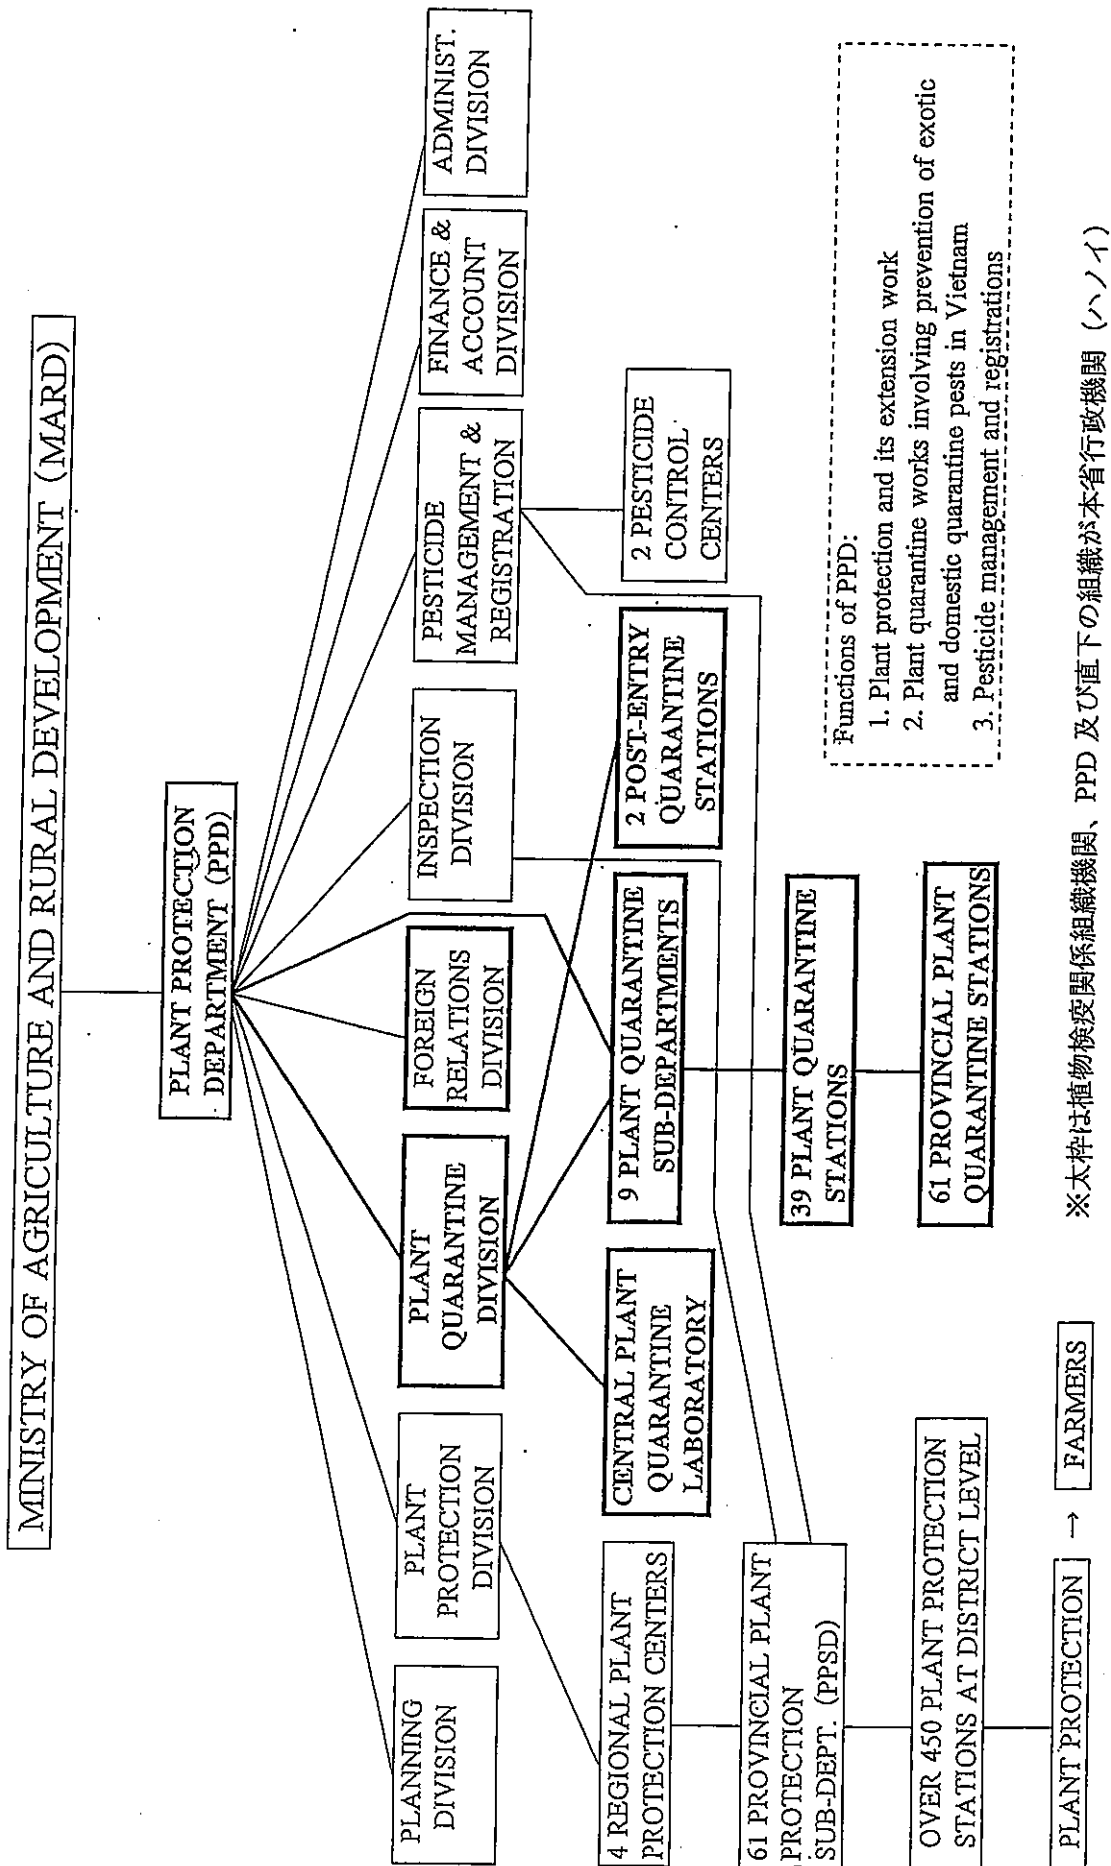 MINISTRY OF AGRICULTURE AND RURAL DEVELOPMENT (MARD)
PLANT PROTECTION
DEPARTMENT (PPD)
PLANNING
DIVISION
PLANT
PROTECTION
DIVISION
PLANT
QUARANTINE
DIVISION
FOREIGN
RELATIONS
DIVISION
INSPECTION
DIVISION
PESTICIDE
MANAGEMENT &
REGISTRATION
FINANCE &
ACCOUNT
DIVISION
ADMINIST.
DIVISION
4 REGIONAL PLANT
PROTECTION CENTERS
CENTRAL PLANT
QUARANTINE
LABORATORY
9 PLANT QUARANTINE
SUB-DEPARTMENTS
2 POST-ENTRY
QUARANTINE
STATIONS
2 PESTICIDE
CONTROL
CENTERS
61 PROVINCIAL PLANT
PROTECTION
SUB-DEPT. (PPSD)
39 PLANT QUARANTINE
STATIONS
OVER 450 PLANT PROTECTION
STATIONS AT DISTRICT LEVEL
61 PROVINCIAL PLANT
QUARANTINE STATIONS
PLANT PROTECTION → FARMERS
Functions of PPD:
1. Plant protection and its extension work
2. Plant quarantine works involving prevention of exotic
and domestic quarantine pests in Vietnam
3. Pesticide management and registrations
※太枠は植物検疫関係組織機関、PPD 及び直下の組織が本省行政機関（ハノイ）